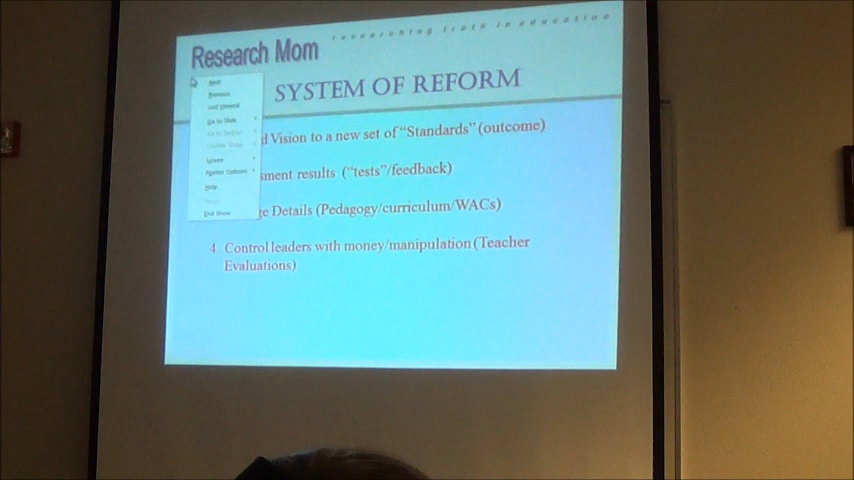 researching truth in education
Research Mom
SYSTEM OF REFORM
Next
Previous
Last Viewed
Go to Slide
Screen
Pointer Options
Help
End Show
d Vision to a new set of "Standards" (outcome)
sment results ("tests"/feedback)
ge Details (Pedagogy/curriculum/WACs)
4. Control leaders with money/manipulation (Teacher
Evaluations)